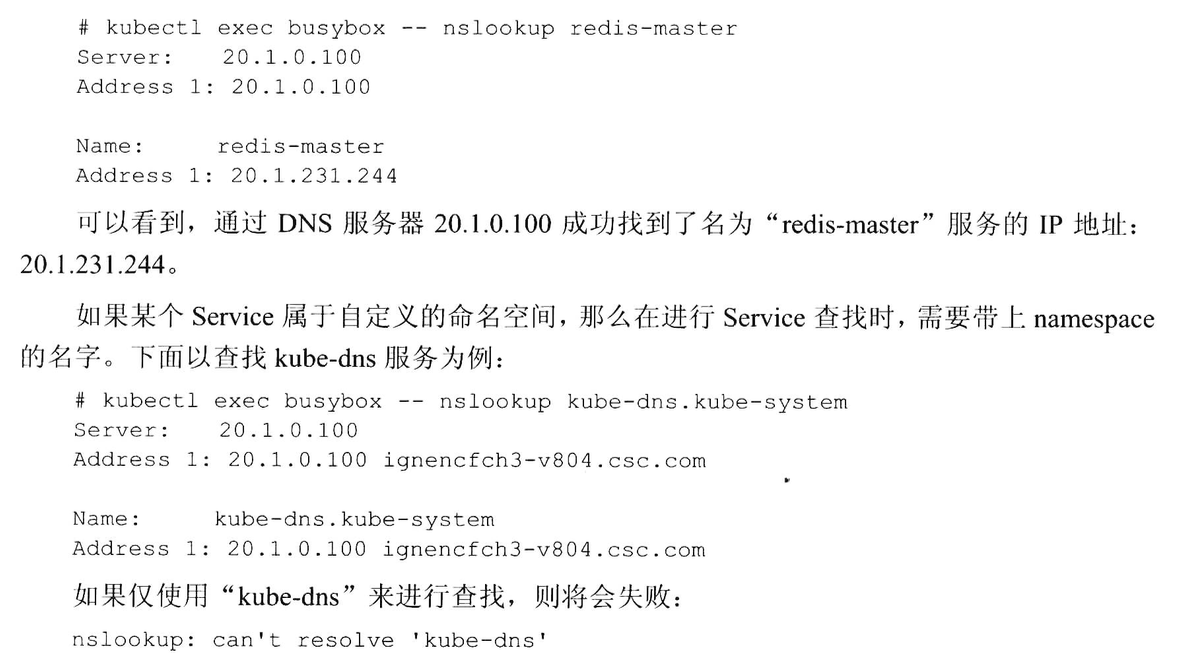 # kubectl exec busybox -- nslookup redis-master
Server:    20.1.0.100
Address 1: 20.1.0.100
Name:      redis-master
Address 1: 20.1.231.244
可以看到，通过 DNS 服务器 20.1.0.100 成功找到了名为“redis-master”服务的 IP 地址：
20.1.231.244。
如果某个 Service 属于自定义的命名空间，那么在进行 Service 查找时，需要带上 namespace
的名字。下面以查找 kube-dns 服务为例：
# kubectl exec busybox -- nslookup kube-dns.kube-system
Server:    20.1.0.100
Address 1: 20.1.0.100 ignencfch3-v804.csc.com
Name:      kube-dns.kube-system
Address 1: 20.1.0.100 ignencfch3-v804.csc.com
如果仅使用“kube-dns”来进行查找，则将会失败：
nslookup: can't resolve 'kube-dns'